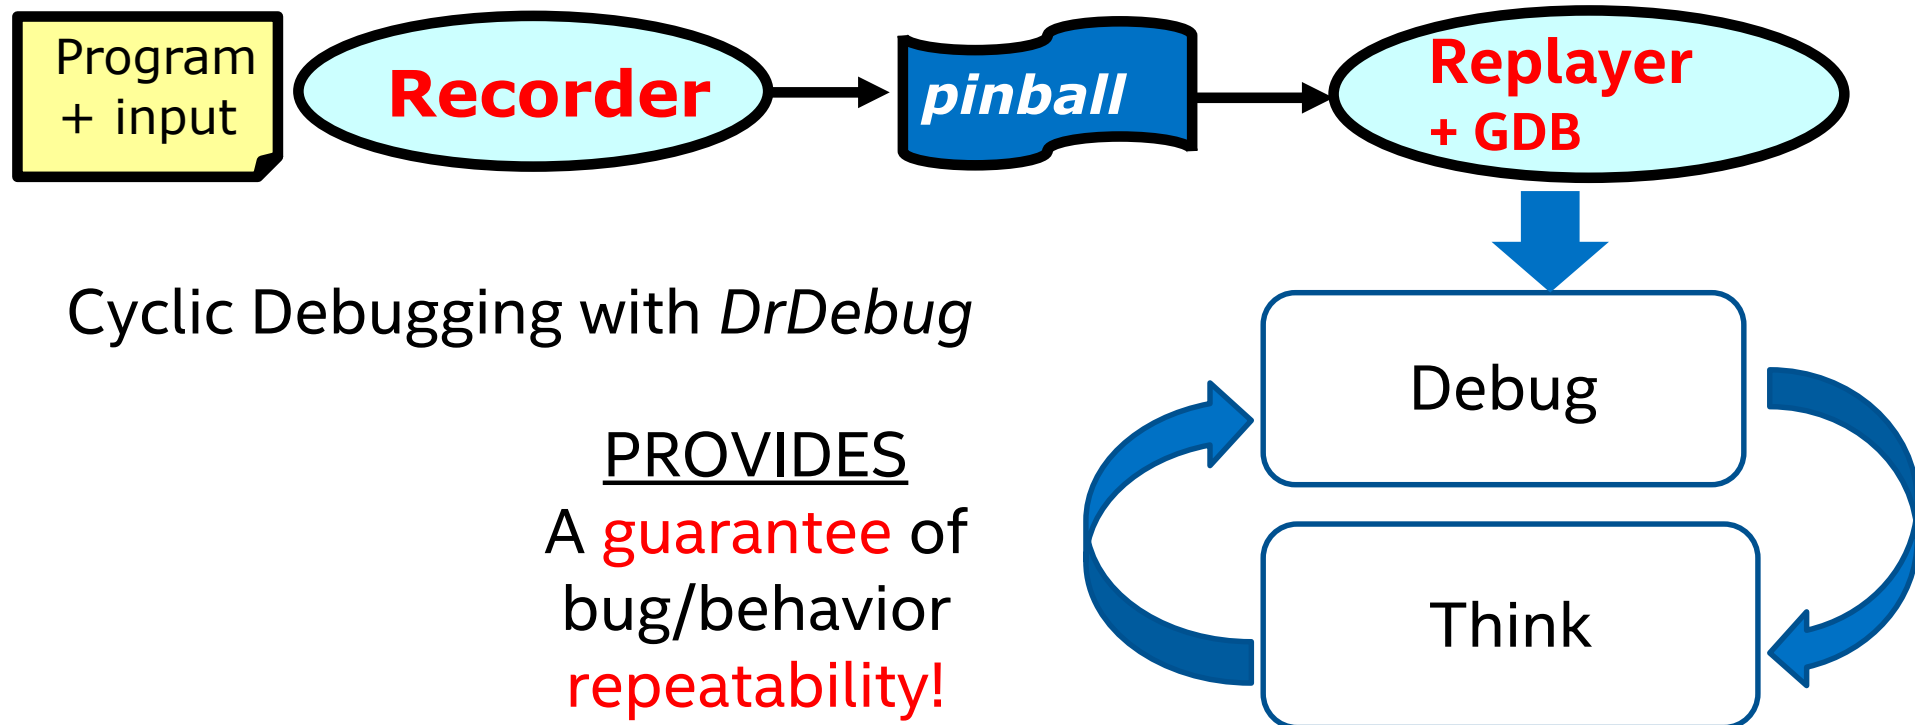 Program
+ input
Recorder
pinball
Replayer
+ GDB
Cyclic Debugging with DrDebug
PROVIDES
A guarantee of
bug/behavior
repeatability!
Debug
Think